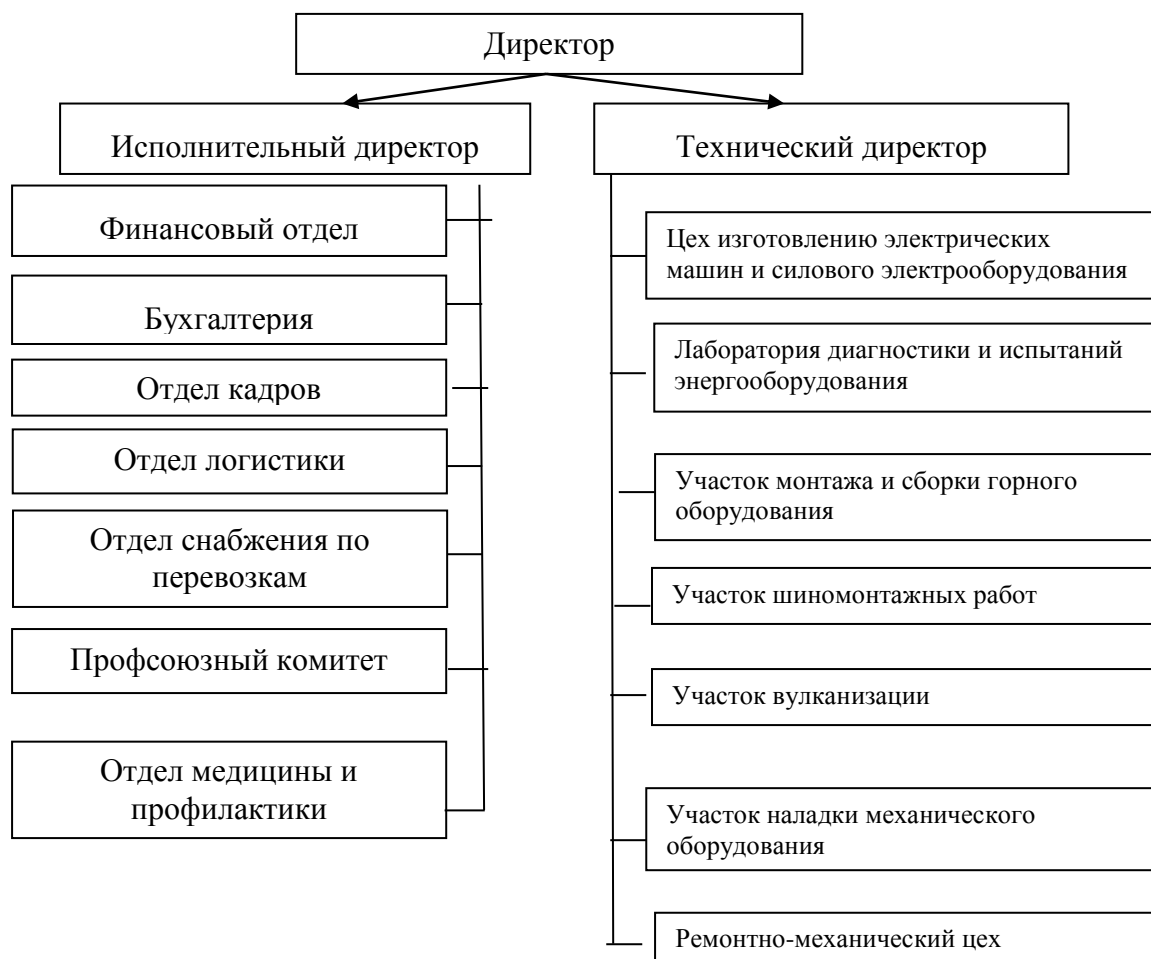 Директор
Исполнительный директор
Технический директор
Финансовый отдел
Бухгалтерия
Отдел кадров
Отдел логистики
Отдел снабжения по
перевозкам
Профсоюзный комитет
Отдел медицины и
профилактики
Цех изготовлению электрических
машин и силового электрооборудования
Лаборатория диагностики и испытаний
энергооборудования
Участок монтажа и сборки горного
оборудования
Участок шиномонтажных работ
Участок вулканизации
Участок наладки механического
оборудования
Ремонтно-механический цех